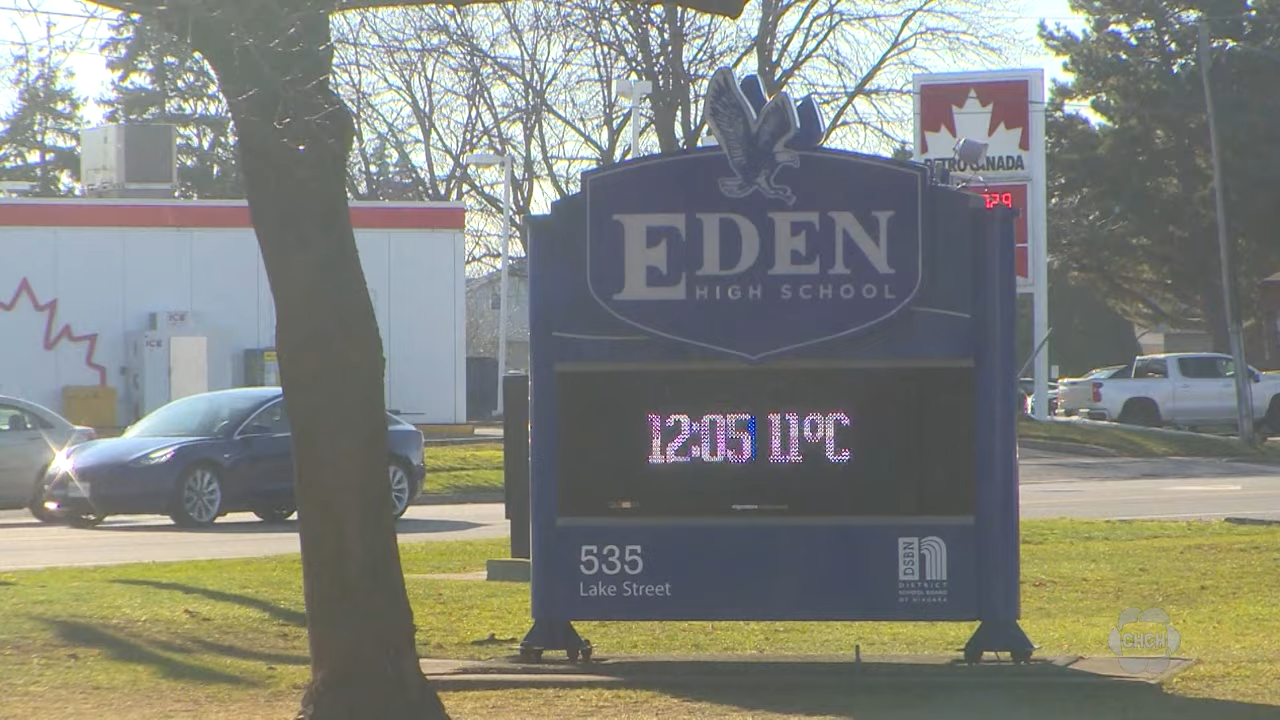 PETRO CANADA
EDEN
HIGH SCHOOL
ICE
ICE
12:05 11°C
535
Lake Street
DSBN
DISTRICT
SCHOOL BOARD
OF NIAGARA
CHCH